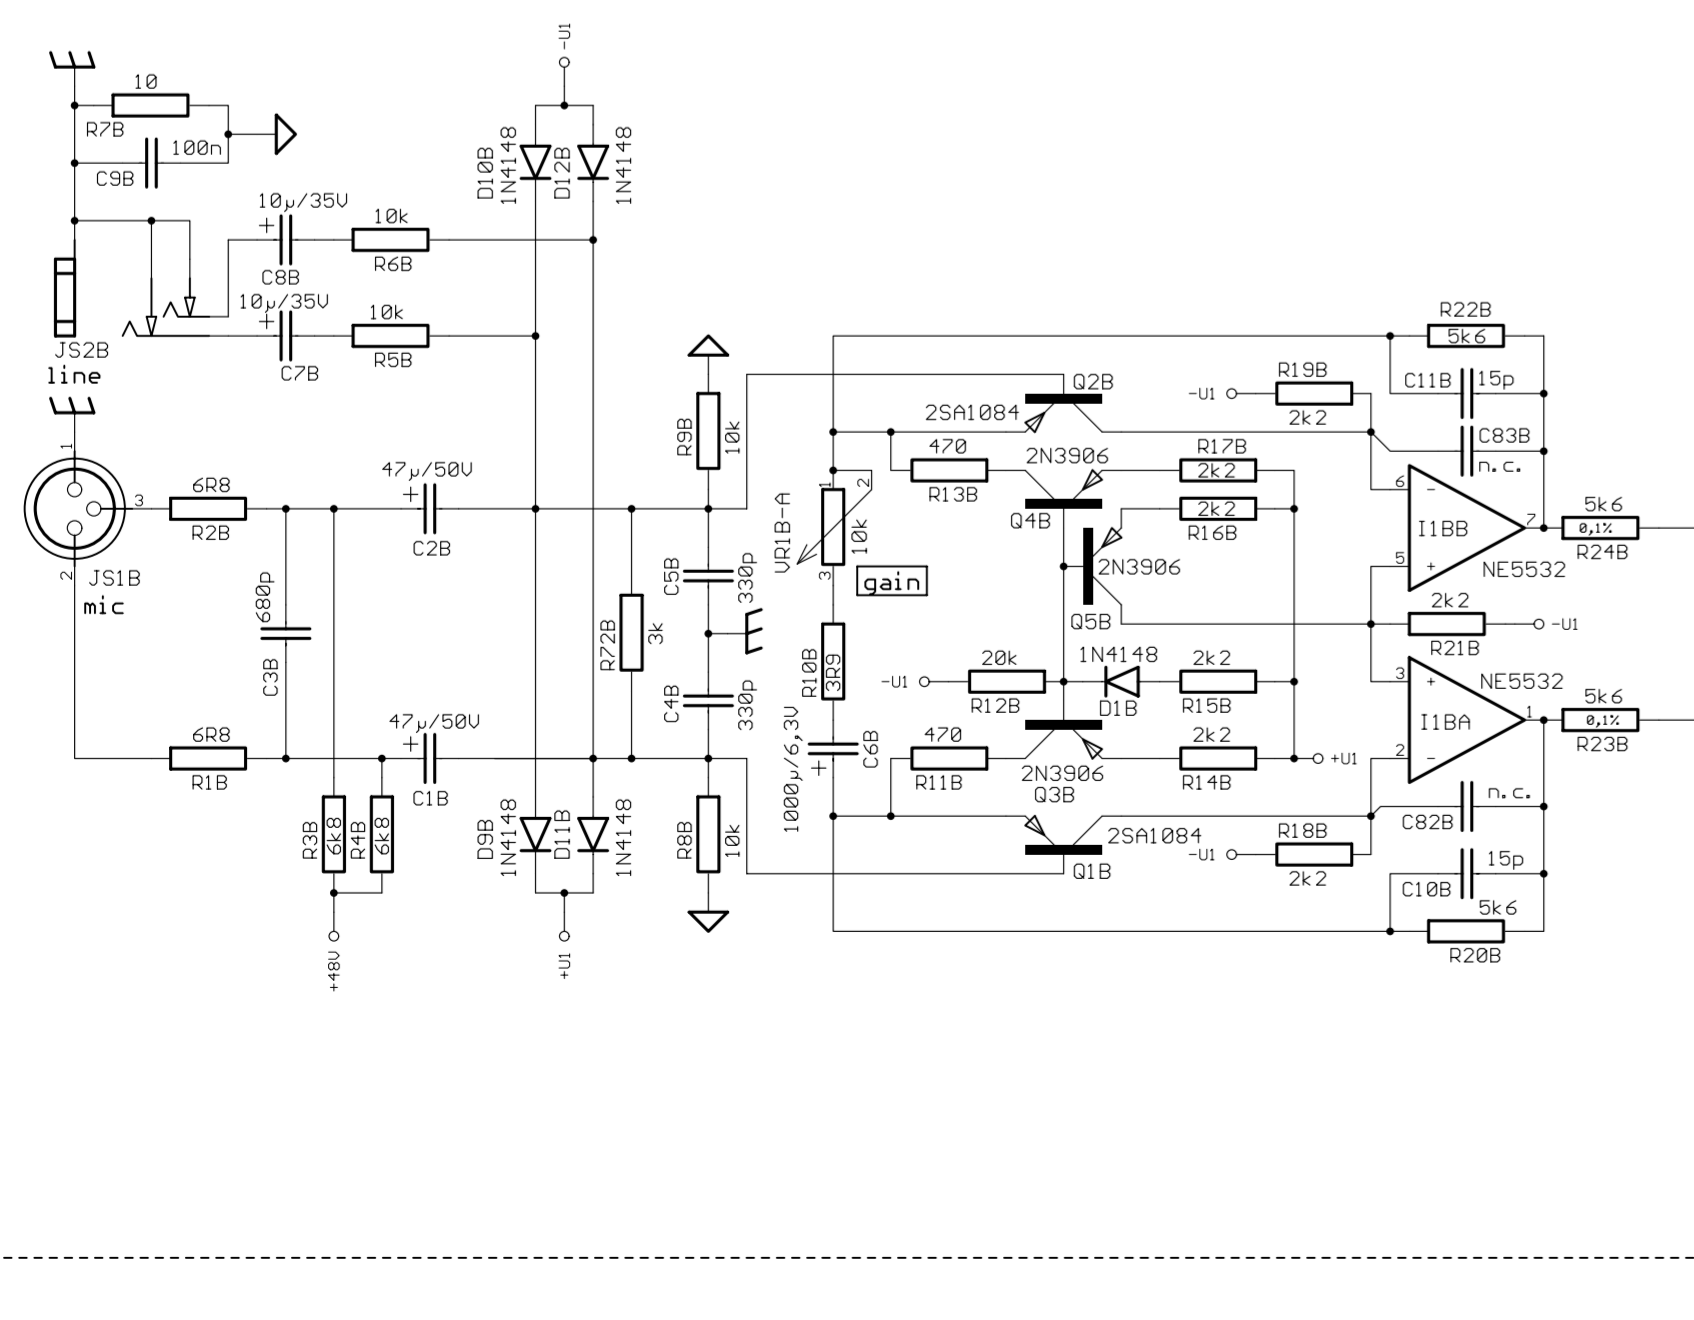 -U1
10
R7B
100n
C9B
D10B
1N4148
D12B
1N4148
10µ/35V
10k
C8B
R6B
10µ/35V
10k
C7B
R5B
JS2B
line
1
3
2
JS1B
mic
6R8
R2B
47µ/50V
C2B
680p
C3B
6R8
R1B
47µ/50V
C1B
R3B
6k8
R4B
6k8
+48V
D9B
1N4148
D11B
1N4148
+U1
R72B
3k
R9B
10k
C5B
330p
C4B
330p
R8B
10k
VR1B-A
1
2
3
10k
gain
R10B
3R9
1000µ/6,3V
C6B
Q2B
2SA1084
470
R13B
2N3906
Q4B
R17B
2k2
2k2
R16B
2N3906
Q5B
-U1
20k
R12B
1N4148
D1B
2k2
R15B
470
R11B
2N3906
Q3B
2k2
R14B
+U1
2SA1084
Q1B
-U1
R19B
2k2
R22B
5k6
C11B
15p
C83B
n.c.
6
-
I1BB
7
5
+
NE5532
5k6
0,1%
R24B
2k2
R21B
-U1
3
+
I1BA
1
2
-
NE5532
5k6
0,1%
R23B
-U1
R18B
2k2
n.c.
C82B
15p
C10B
5k6
R20B